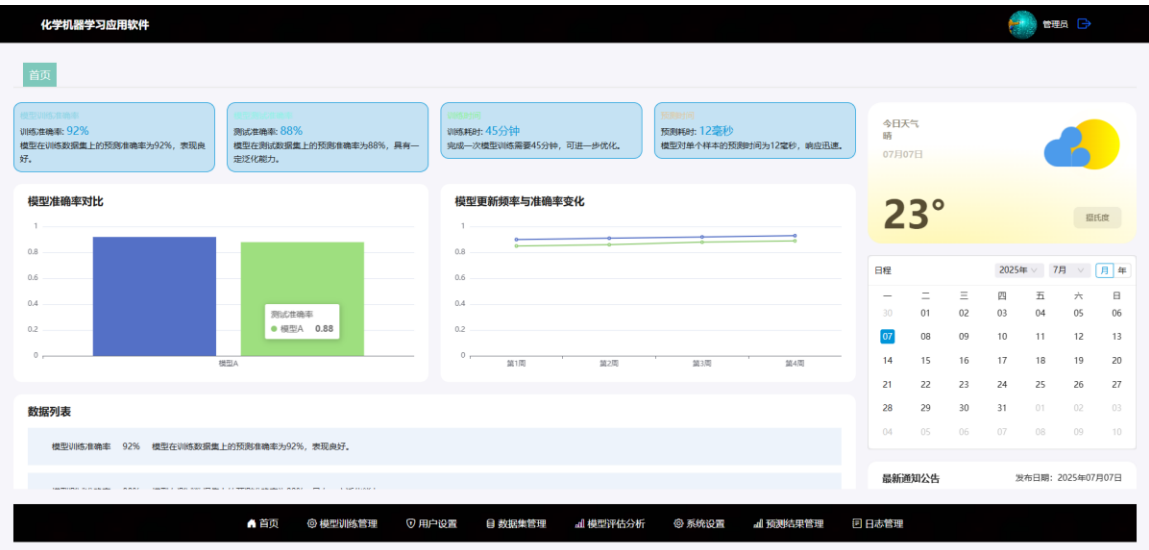 化学机器学习应用软件
管理员
首页
模型训练准确率
训练准确率: 92%
模型在训练数据集上的预测准确率为92%，表现良
好。
测试准确率: 88%
模型在测试数据集上的预测准确率为88%，具有一
定泛化能力。
训练时间
训练耗时: 45分钟
完成一次模型训练需要45分钟，可进一步优化。
预测时间
预测耗时: 12毫秒
模型对单个样本的预测时间为12毫秒，响应迅速。
今日天气
晴
07月07日
23°
摄氏度
模型准确率对比
1
0.8
0.6
0.4
0.2
0
测试准确率
模型A 0.88
模型A
模型更新频率与准确率变化
1
0.8
0.6
0.4
0.2
0
第1周 第2周 第3周 第4周
日程 2025年 7月 月 年
一 二 三 四 五 六 日
30 01 02 03 04 05 06
07 08 09 10 11 12 13
14 15 16 17 18 19 20
21 22 23 24 25 26 27
28 29 30 31 01 02 03
04 05 06 07 08 09 10
数据列表
模型训练准确率 92% 模型在训练数据集上的预测准确率为92%，表现良好。
最新通知公告 发布日期：2025年07月07日
首页 模型训练管理 用户设置 数据集管理 模型评估分析 系统设置 预测结果管理 日志管理